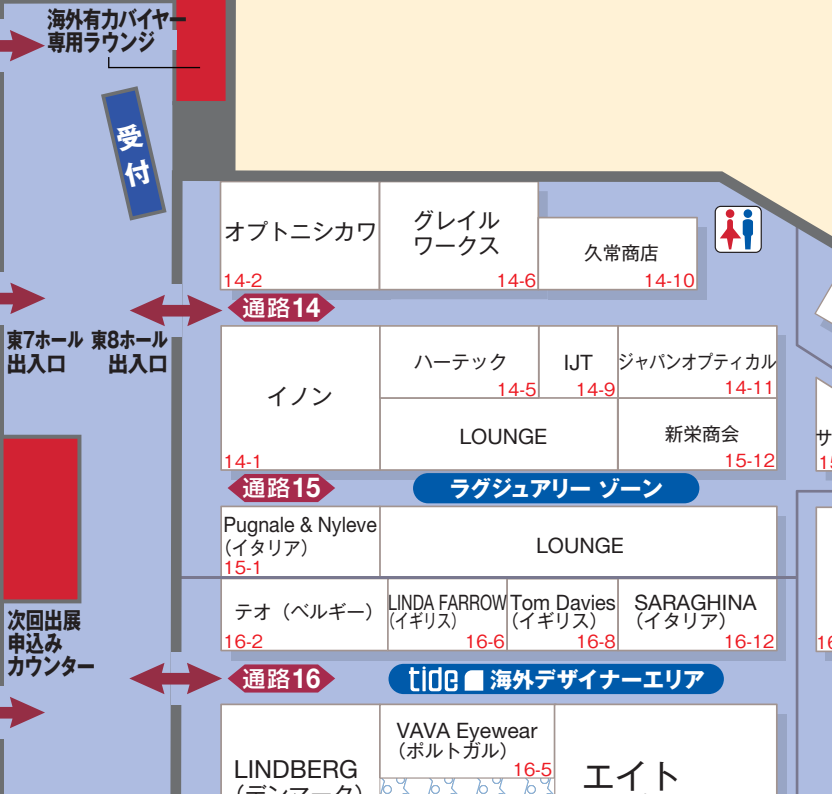 海外有力バイヤー
専用ラウンジ
受付
オプトニシカワ
14-2
グレイル
ワークス
14-6
久常商店
14-10
通路14
東7ホール
出入口
東8ホール
出入口
イノン
14-1
ハーテック
14-5
IJT
14-9
ジャパンオプティカル
14-11
LOUNGE
新栄商会
15-12
サ
通路15
ラグジュアリー ゾーン
Pugnale & Nyleve
(イタリア)
15-1
LOUNGE
テオ(ベルギー)
16-2
LINDA FARROW
(イギリス)
16-6
Tom Davies
(イギリス)
16-8
SARAGHINA
(イタリア)
16-12
次回出展
申込み
カウンター
通路16
tide 海外デザイナーエリア
LINDBERG
(デンマーク)
VAVA Eyewear
(ポルトガル)
16-5
エイト